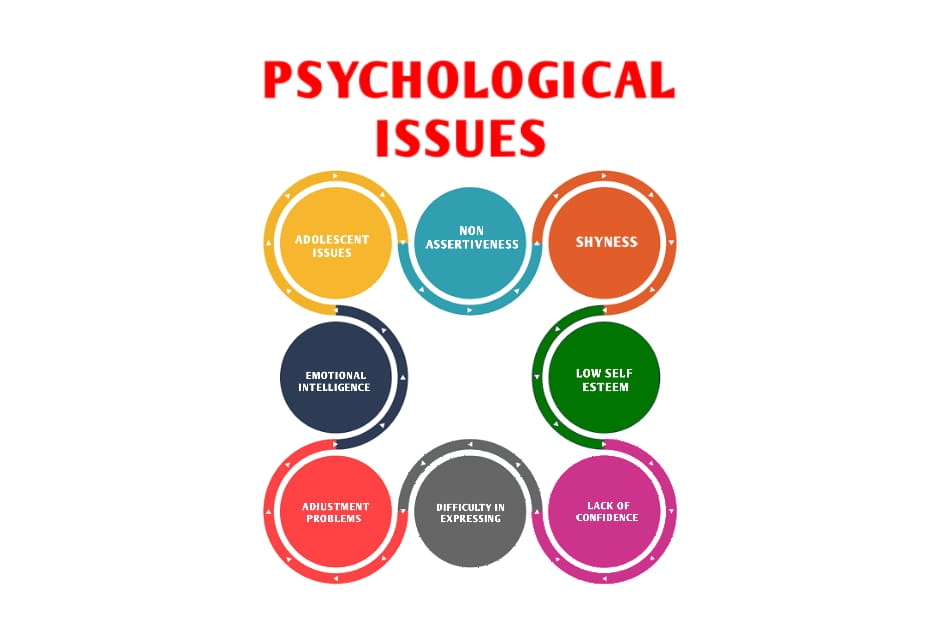 PSYCHOLOGICAL
ISSUES
ADOLESCENT
ISSUES
NON
ASSERTIVENESS
SHYNESS
EMOTIONAL
INTELLIGENCE
LOW SELF
ESTEEM
ADJUSTMENT
PROBLEMS
DIFFICULTY IN
EXPRESSING
LACK OF
CONFIDENCE